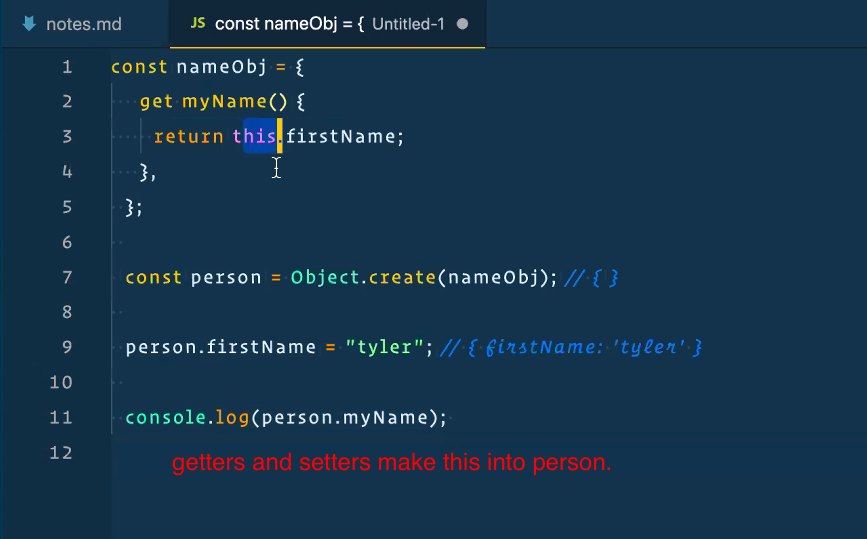 notes.md
JS const nameObj = { Untitled-1
1 const nameObj = {
2 get myName() {
3 return this.firstName;
4 },
5 };
6
7 const person = Object.create(nameObj); // { }
8
9 person.firstName = "tyler"; // { firstName: 'tyler' }
10
11 console.log(person.myName);
12
getters and setters make this into person.